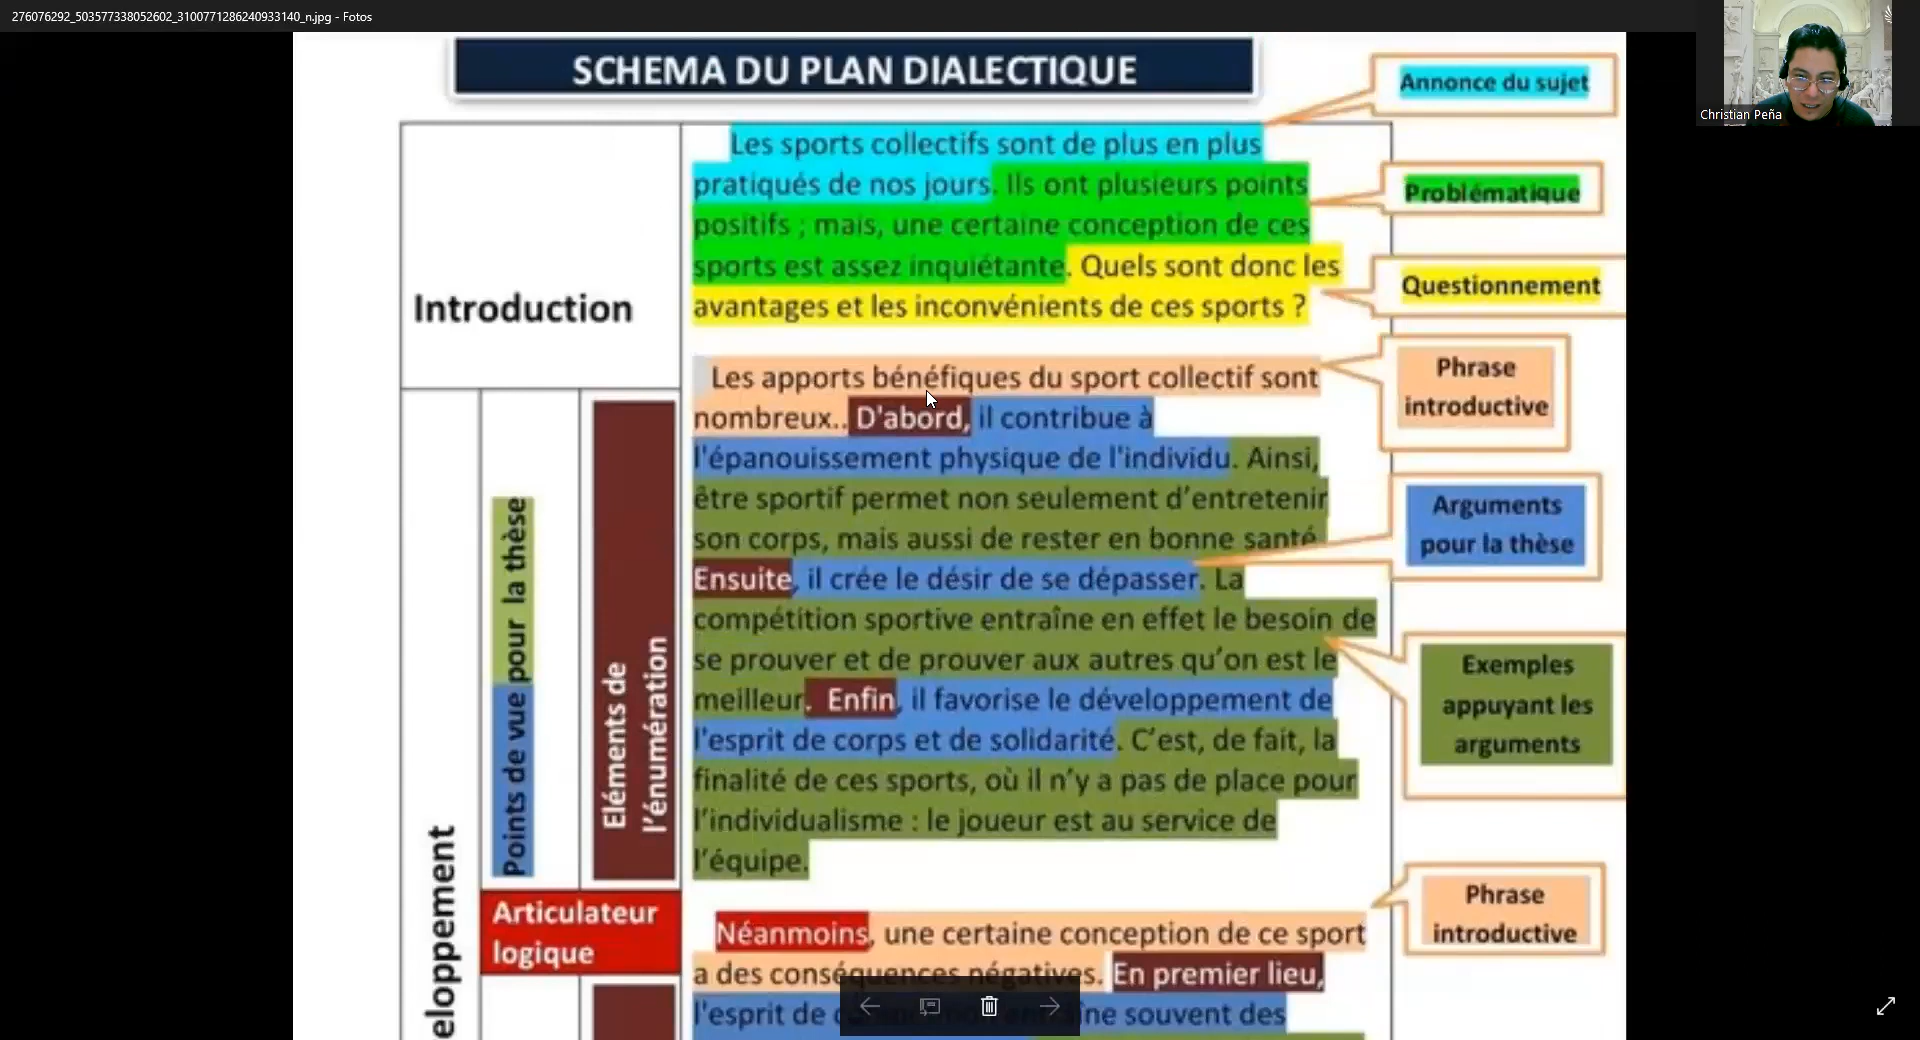 276076292_503577338052602_3100771286240933140_n.jpg - Fotos
Christian Peña
SCHEMA DU PLAN DIALECTIQUE
Annonce du sujet
Problématique
Questionnement
Introduction
Les sports collectifs sont de plus en plus
pratiqués de nos jours. Ils ont plusieurs points
positifs ; mais, une certaine conception de ces
sports est assez inquiétante. Quels sont donc les
avantages et les inconvénients de ces sports ?
Phrase
introductive
Arguments
pour la thèse
Exemples
appuyant les
arguments
Les apports bénéfiques du sport collectif sont
nombreux.. D'abord, il contribue à
l'épanouissement physique de l'individu. Ainsi,
être sportif permet non seulement d’entretenir
son corps, mais aussi de rester en bonne santé
Ensuite, il crée le désir de se dépasser. La
compétition sportive entraîne en effet le besoin de
se prouver et de prouver aux autres qu’on est le
meilleur. Enfin, il favorise le développement de
l'esprit de corps et de solidarité. C’est, de fait, la
finalité de ces sports, où il n’y a pas de place pour
l’individualisme : le joueur est au service de
l’équipe.
eloppement
Points de vue pour la thèse
Eléments de
l’énumération
Articulateur
logique
Phrase
introductive
Néanmoins, une certaine conception de ce sport
a des conséquences négatives. En premier lieu,
l'esprit de souvent des